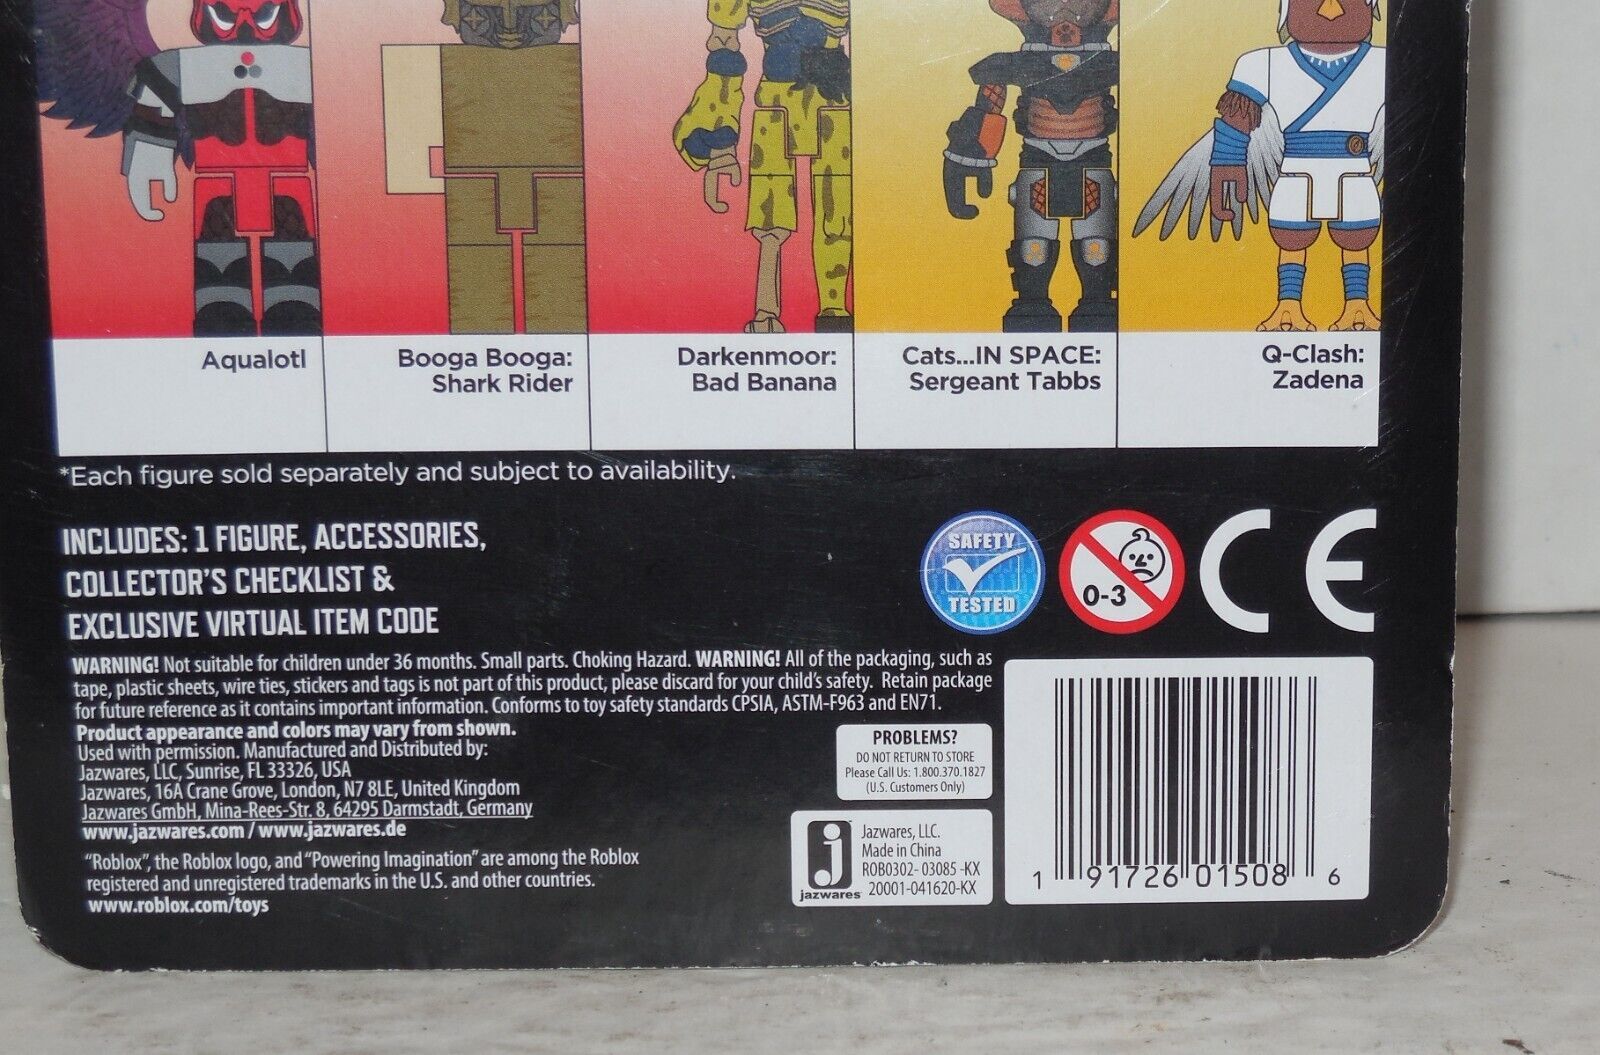 Aqualotl
Booga Booga:
Shark Rider
Darkenmoor:
Bad Banana
Cats...IN SPACE:
Sergeant Tabbs
Q-Clash:
Zadena
*Each figure sold separately and subject to availability.
INCLUDES: 1 FIGURE, ACCESSORIES,
COLLECTOR'S CHECKLIST &
EXCLUSIVE VIRTUAL ITEM CODE
SAFETY
TESTED
0-3
CE
WARNING! Not suitable for children under 36 months. Small parts. Choking Hazard. WARNING! All of the packaging, such as
tape, plastic sheets, wire ties, stickers and tags is not part of this product, please discard for your child's safety. Retain package
for future reference as it contains important information. Conforms to toy safety standards CPSIA, ASTM-F963 and EN71.
Product appearance and colors may vary from shown.
Used with permission. Manufactured and Distributed by:
Jazwares, LLC, Sunrise, FL 33326, USA
Jazwares, 16A Crane Grove, London, N7 8LE, United Kingdom
Jazwares GmbH, Mina-Rees-Str. 8, 64295 Darmstadt, Germany
www.jazwares.com / www.jazwares.de
"Roblox", the Roblox logo, and "Powering Imagination" are among the Roblox
registered and unregistered trademarks in the U.S. and other countries.
www.roblox.com/toys
PROBLEMS?
DO NOT RETURN TO STORE
Please Call Us: 1.800.370.1827
(U.S. Customers Only)
j
jazwares
Jazwares, LLC.
Made in China
ROB0302- 03085 -KX
20001-041620-KX
1 91726 01508 6